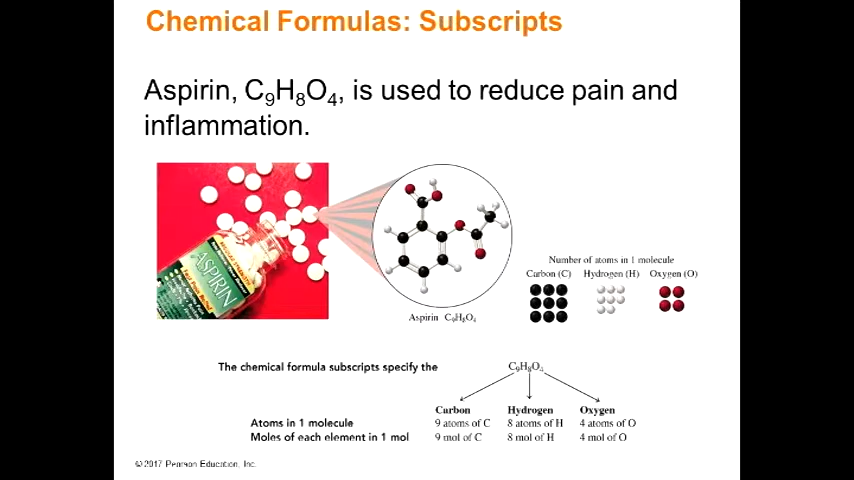 Chemical Formulas: Subscripts
Aspirin, C₉H₈O₄, is used to reduce pain and
inflammation.
ASPIRIN
Aspirin C₉H₈O₄
Number of atoms in 1 molecule
Carbon (C) Hydrogen (H) Oxygen (O)
The chemical formula subscripts specify the
C₉H₈O₄
Carbon Hydrogen Oxygen
Atoms in 1 molecule 9 atoms of C 8 atoms of H 4 atoms of O
Moles of each element in 1 mol 9 mol of C 8 mol of H 4 mol of O
© 2017 Pearson Education, Inc.